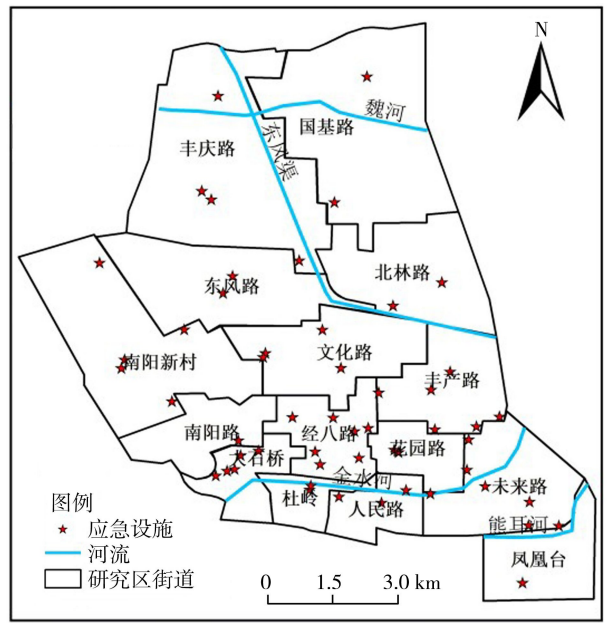 N
魏河
国基路
东风渠
丰庆路
北林路
东风路
文化路
南阳新村
丰产路
南阳路
经八路
花园路
大石桥
金水河
未来路
杜岭
人民路
熊耳河
凤凰台
图例
应急设施
河流
研究区街道
0 1.5 3.0 km